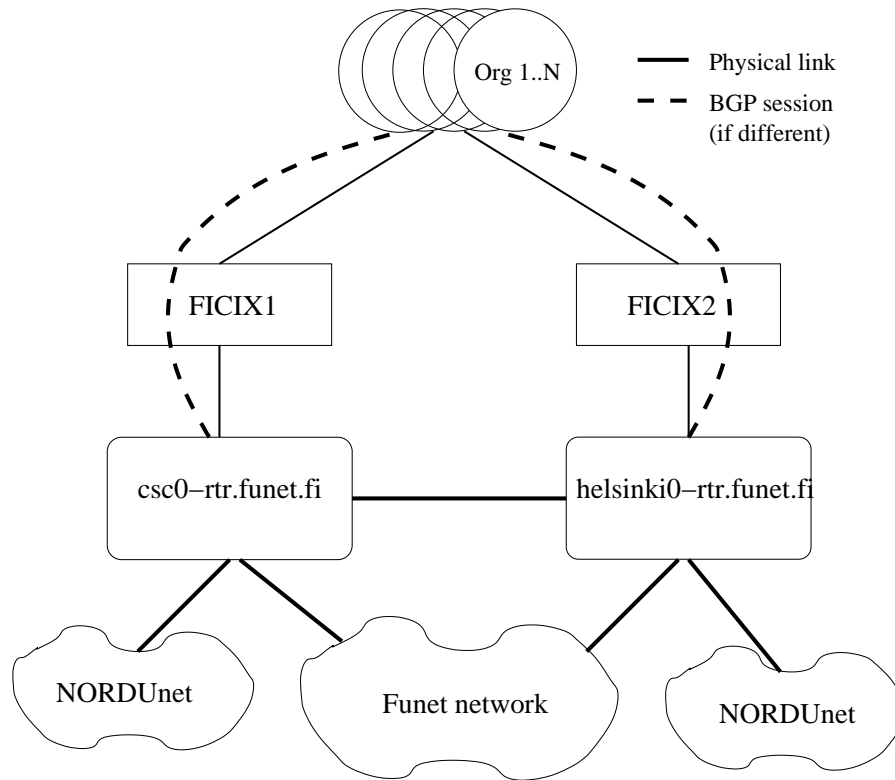 Org 1..N
Physical link
BGP session
(if different)
FICIX1
FICIX2
csc0−rtr.funet.fi
helsinki0−rtr.funet.fi
NORDUnet
Funet network
NORDUnet